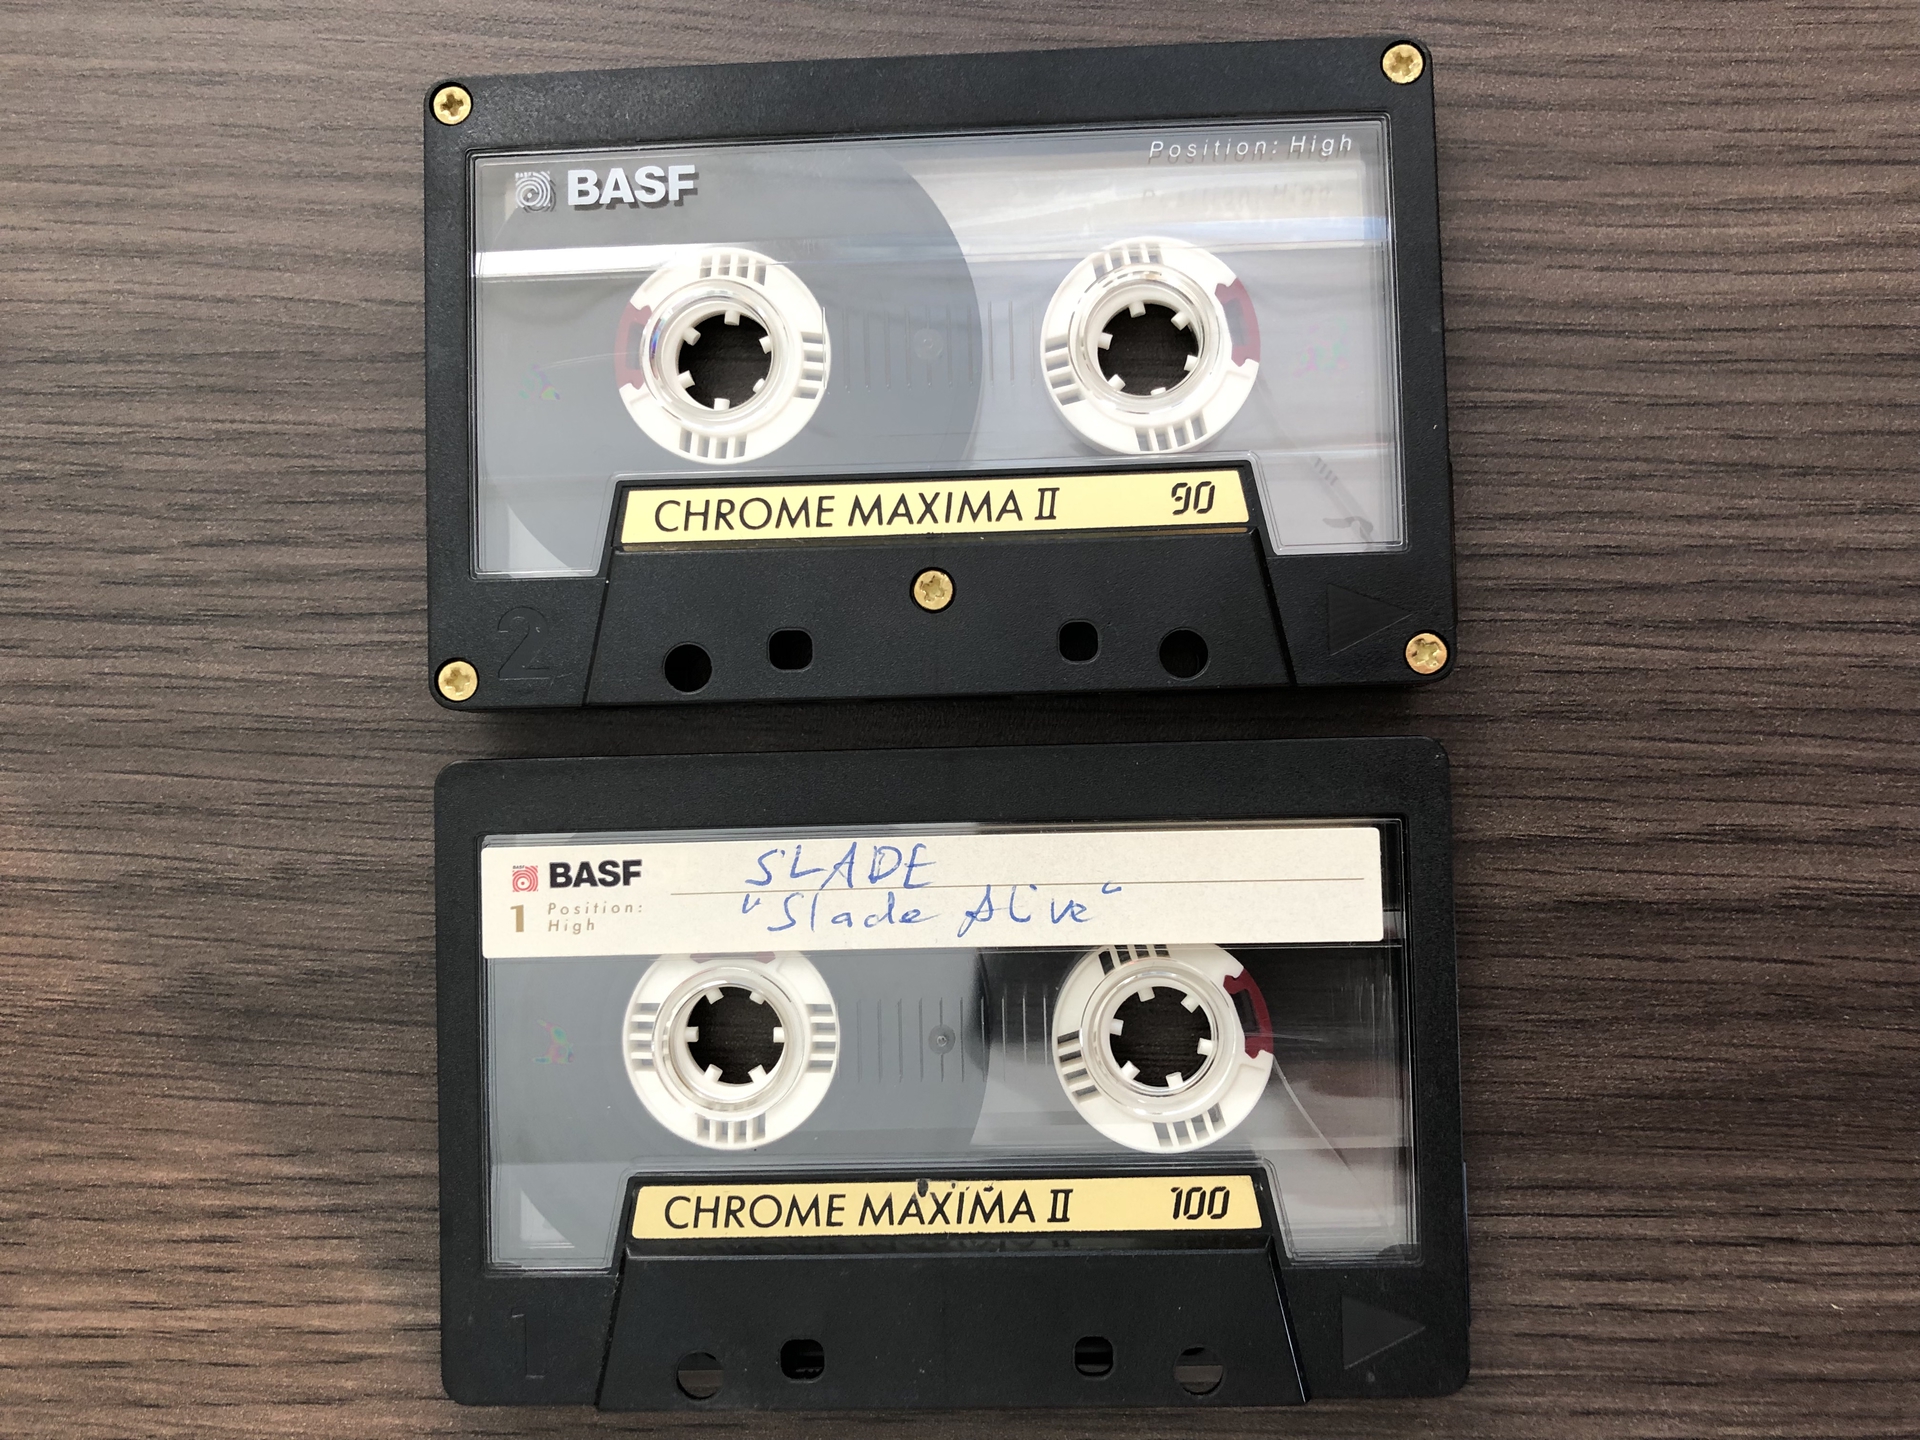 BASF
Position: High
CHROME MAXIMA II 90
2
BASF
1 Position:
High
SLADE
"Slade Alive"
CHROME MAXIMA II 100
1